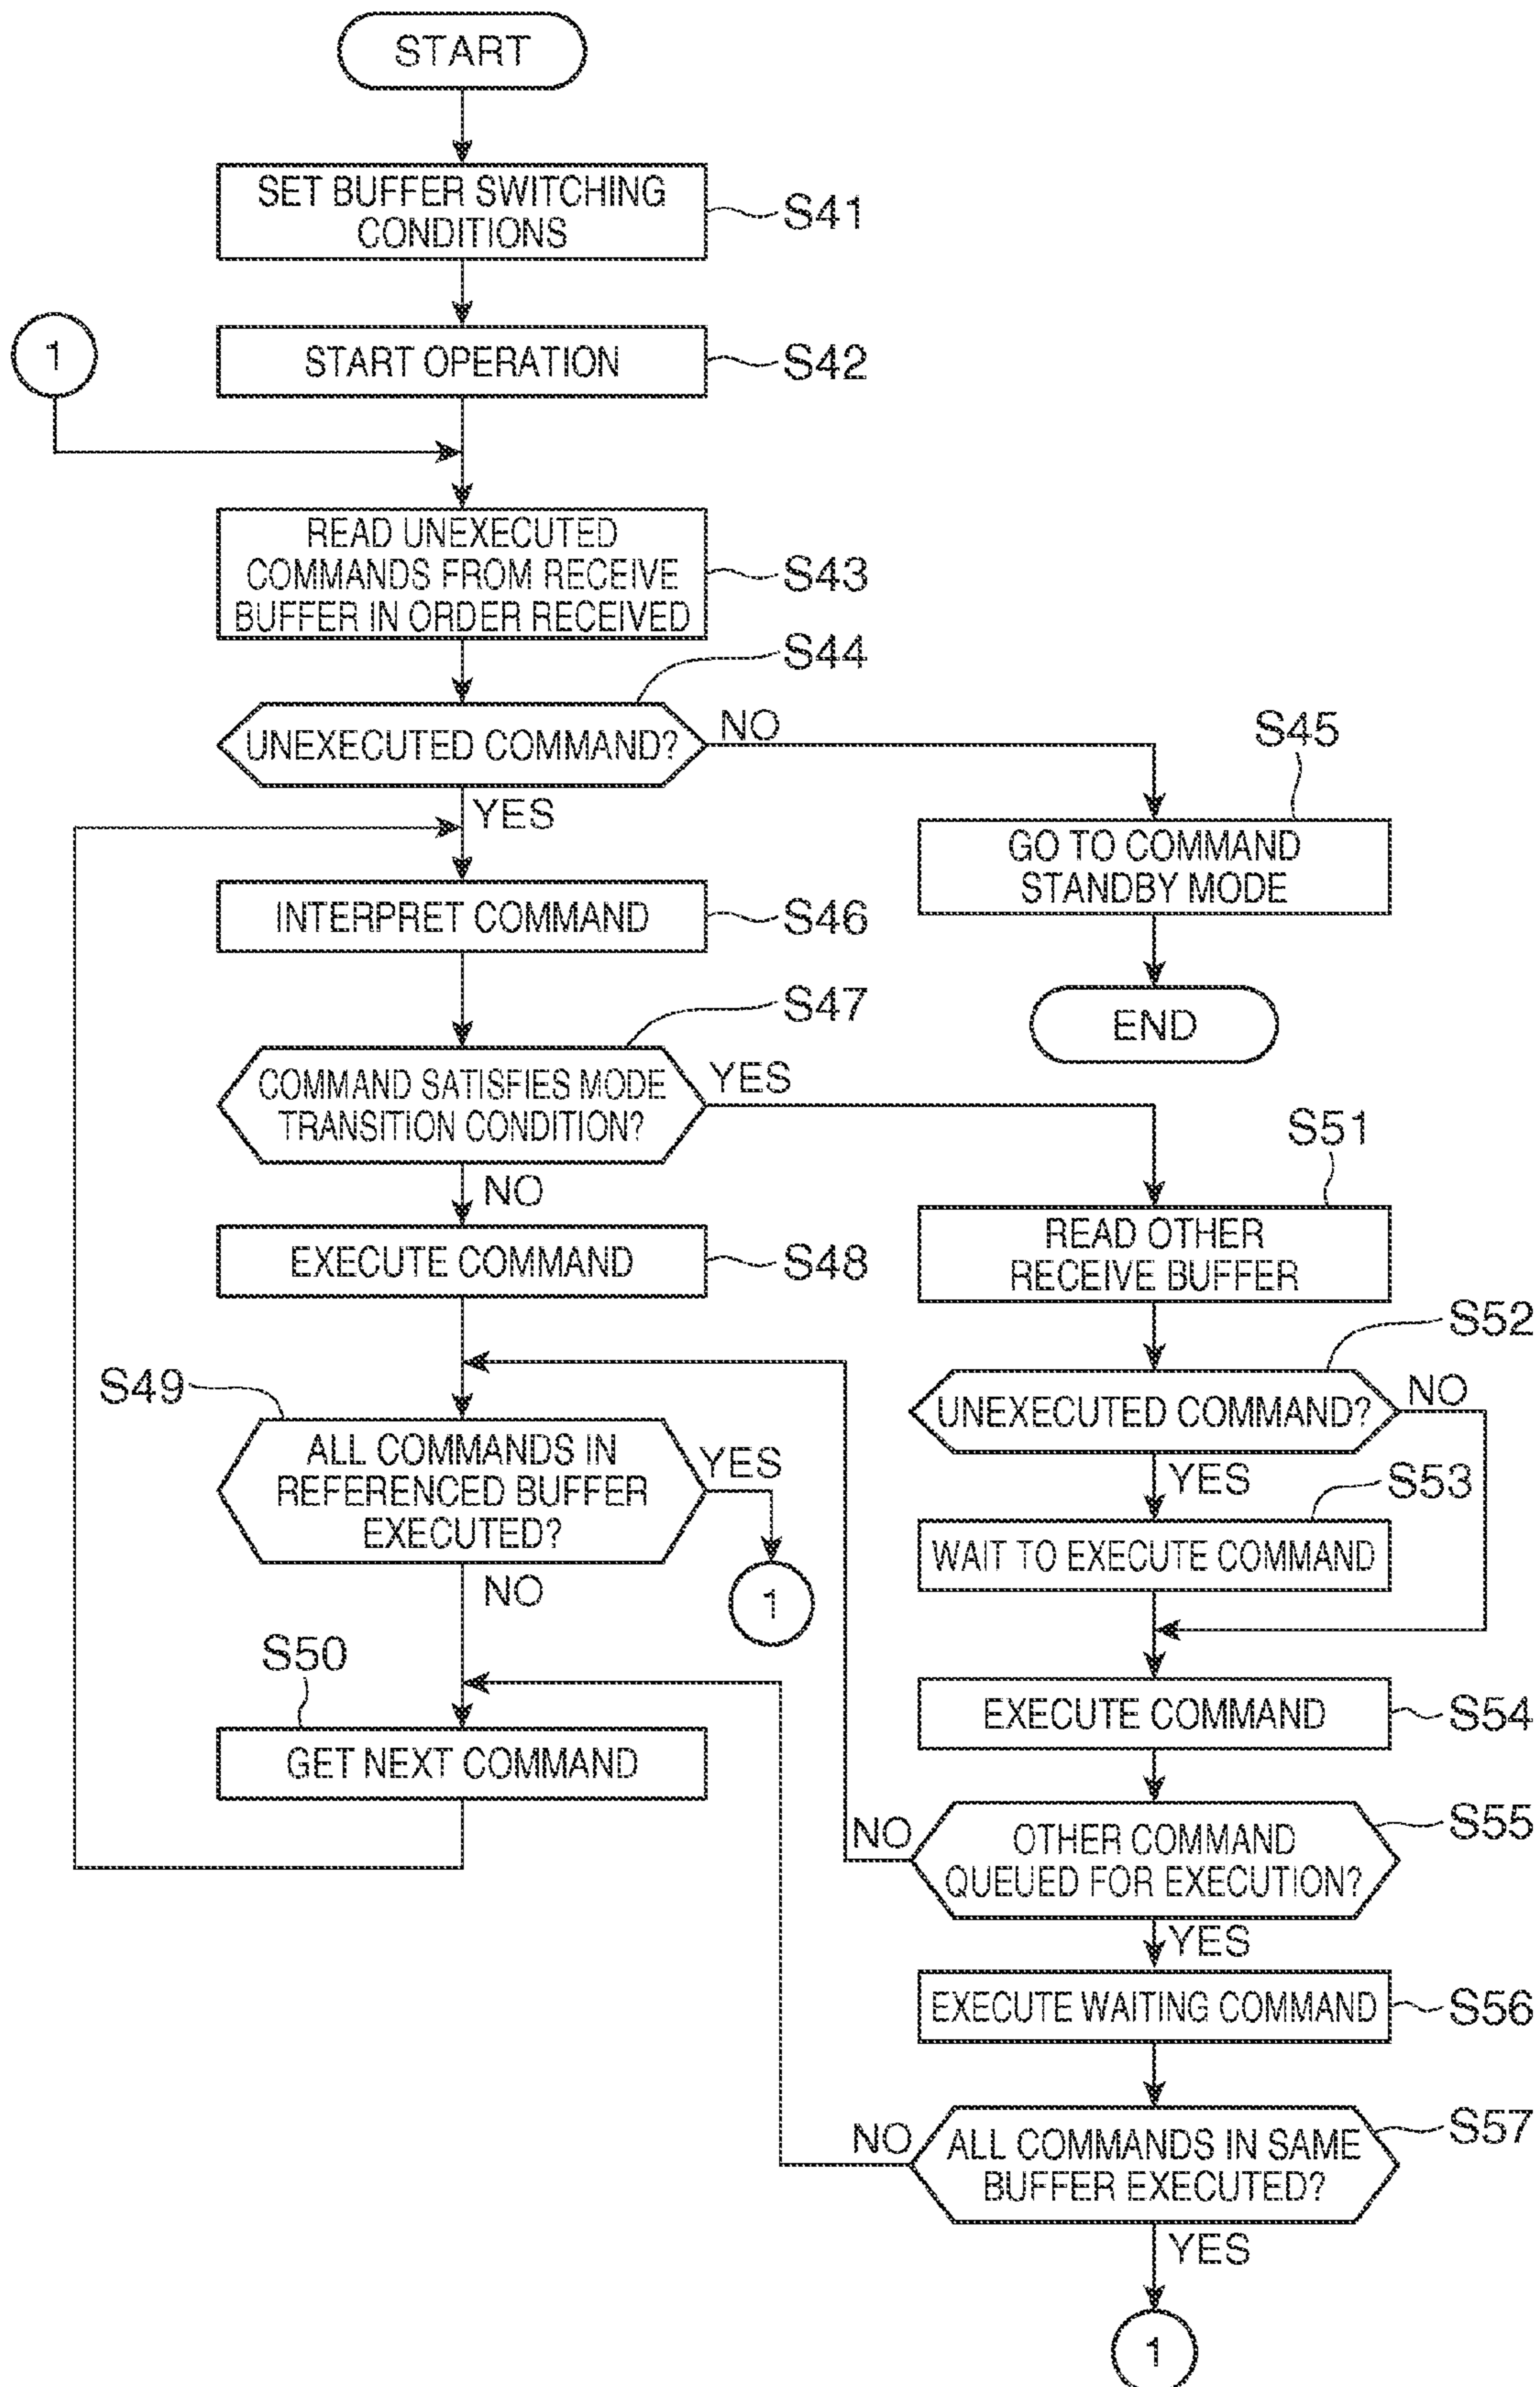 START
SET BUFFER SWITCHING
CONDITIONS
S41
1
START OPERATION
S42
READ UNEXECUTED
COMMANDS FROM RECEIVE
BUFFER IN ORDER RECEIVED
S43
S44
UNEXECUTED COMMAND?
NO
YES
S45
GO TO COMMAND
STANDBY MODE
END
INTERPRET COMMAND
S46
S47
COMMAND SATISFIES MODE
TRANSITION CONDITION?
YES
NO
EXECUTE COMMAND
S48
S49
ALL COMMANDS IN
REFERENCED BUFFER
EXECUTED?
YES
1
NO
S50
GET NEXT COMMAND
S51
READ OTHER
RECEIVE BUFFER
S52
UNEXECUTED COMMAND?
NO
YES
S53
WAIT TO EXECUTE COMMAND
EXECUTE COMMAND
S54
S55
OTHER COMMAND
QUEUED FOR EXECUTION?
NO
YES
EXECUTE WAITING COMMAND
S56
S57
ALL COMMANDS IN SAME
BUFFER EXECUTED?
NO
YES
1